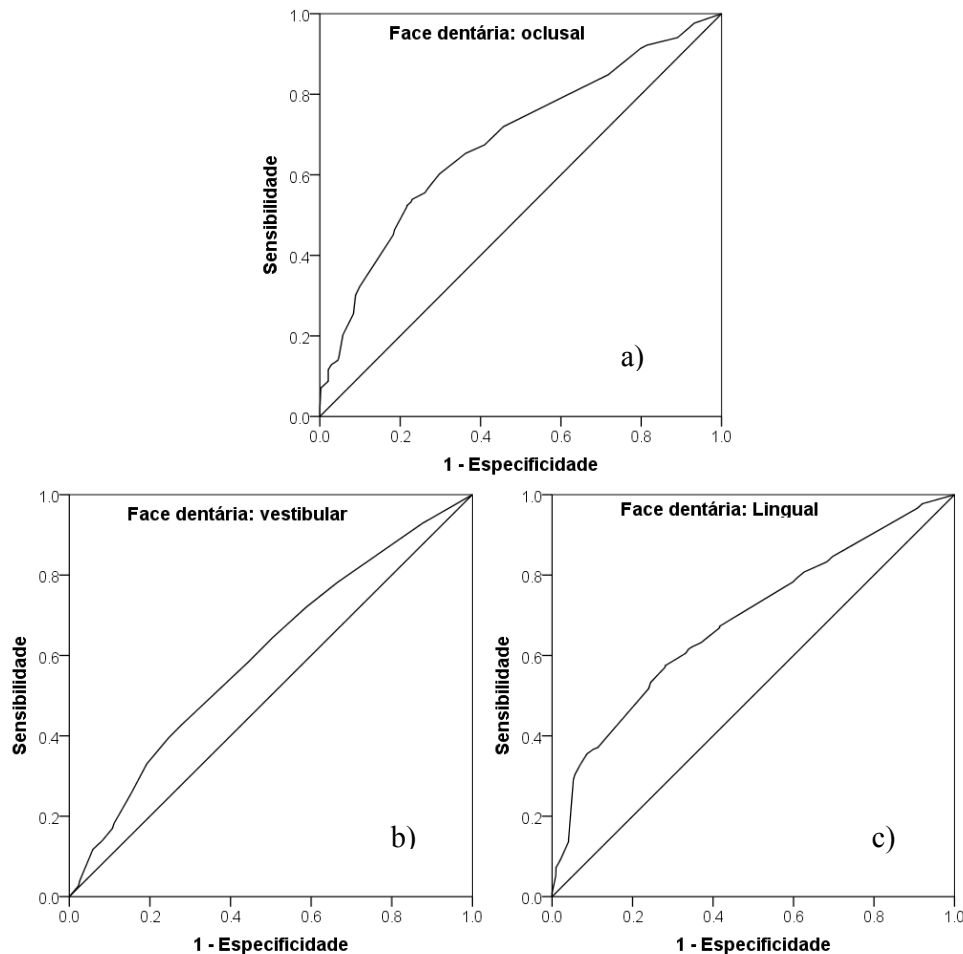 Face dentária: oclusal
Sensibilidade
1.0
0.8
0.6
0.4
0.2
0.0
0.0 0.2 0.4 0.6 0.8 1.0
1 - Especificidade
a)
Face dentária: vestibular
Sensibilidade
1.0
0.8
0.6
0.4
0.2
0.0
0.0 0.2 0.4 0.6 0.8 1.0
1 - Especificidade
b)
Face dentária: Lingual
Sensibilidade
1.0
0.8
0.6
0.4
0.2
0.0
0.0 0.2 0.4 0.6 0.8 1.0
1 - Especificidade
c)